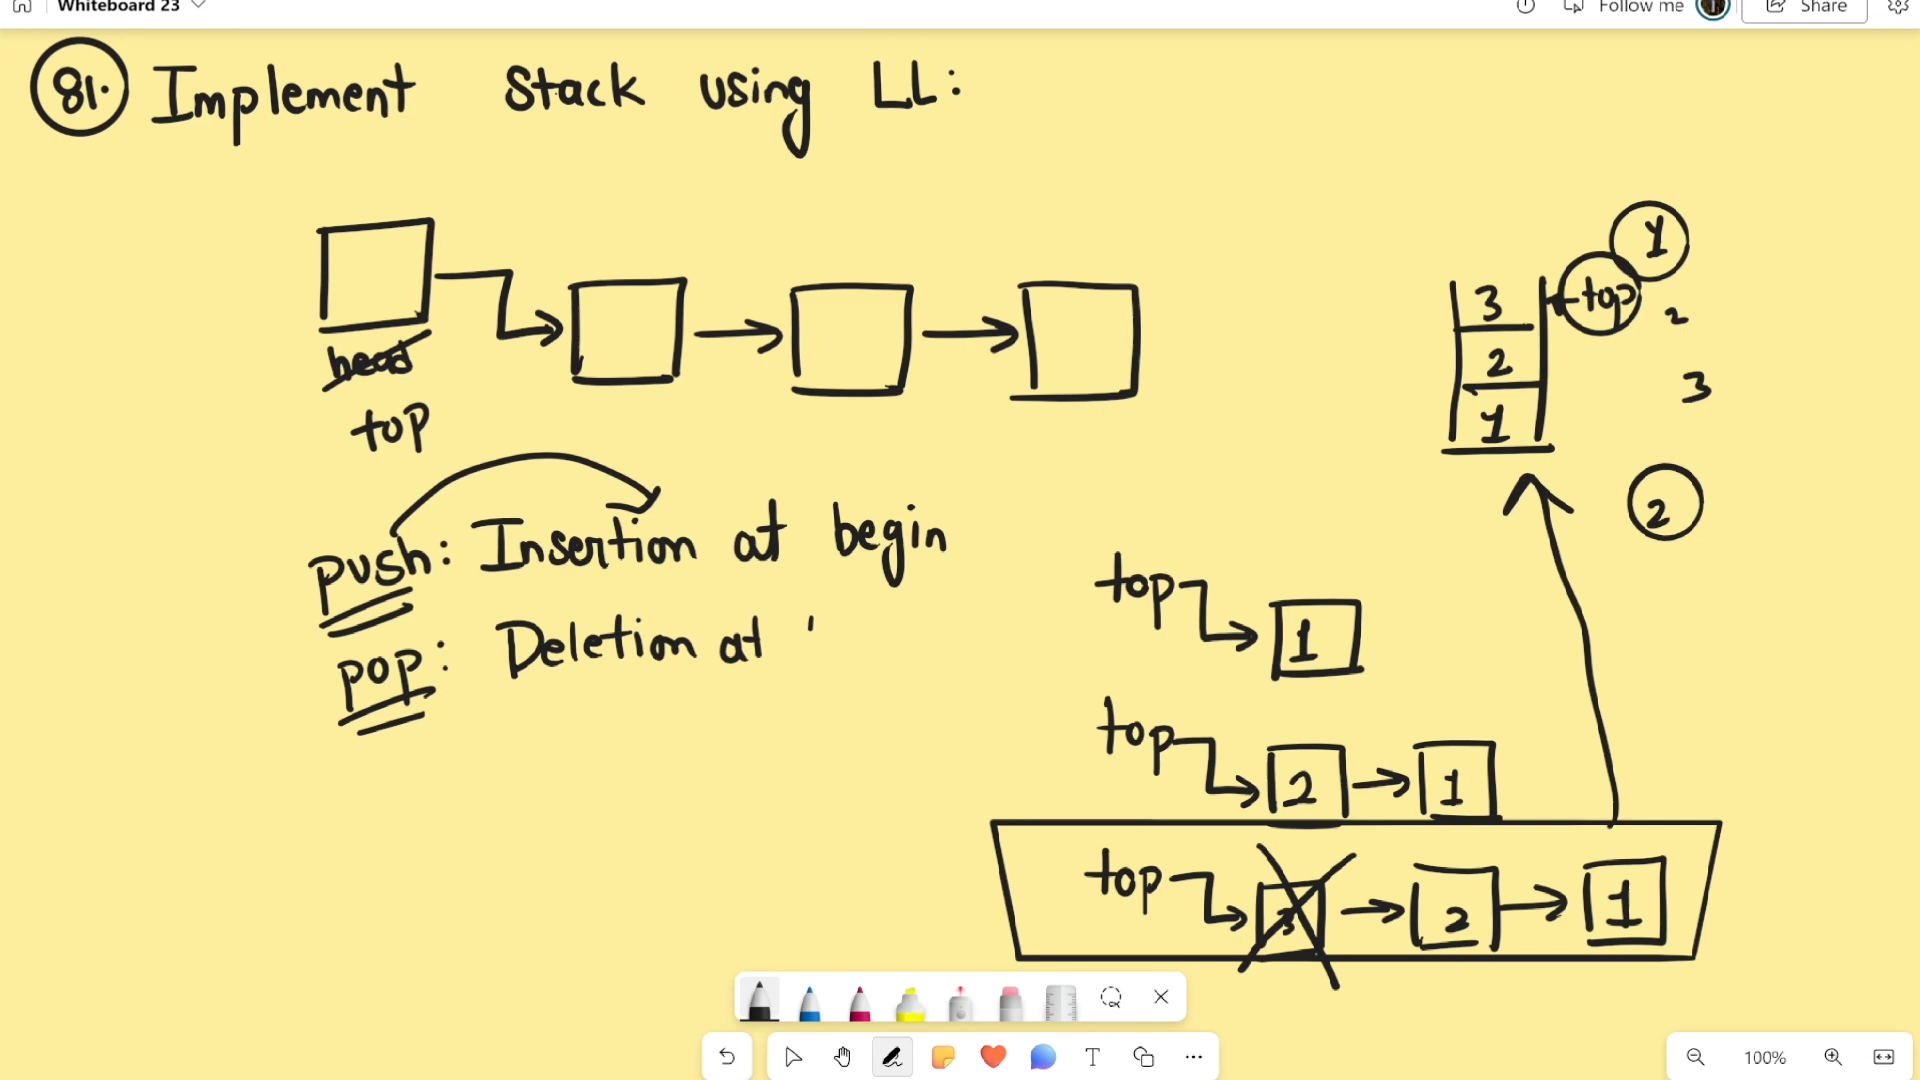 Whiteboard 23
Follow me
Share
81. Implement Stack using LL:
head
top
push: Insertion at begin
pop: Deletion at '
1
top
3
2
1
2
3
2
top
1
top
2
1
top
3
2
1
T
100%